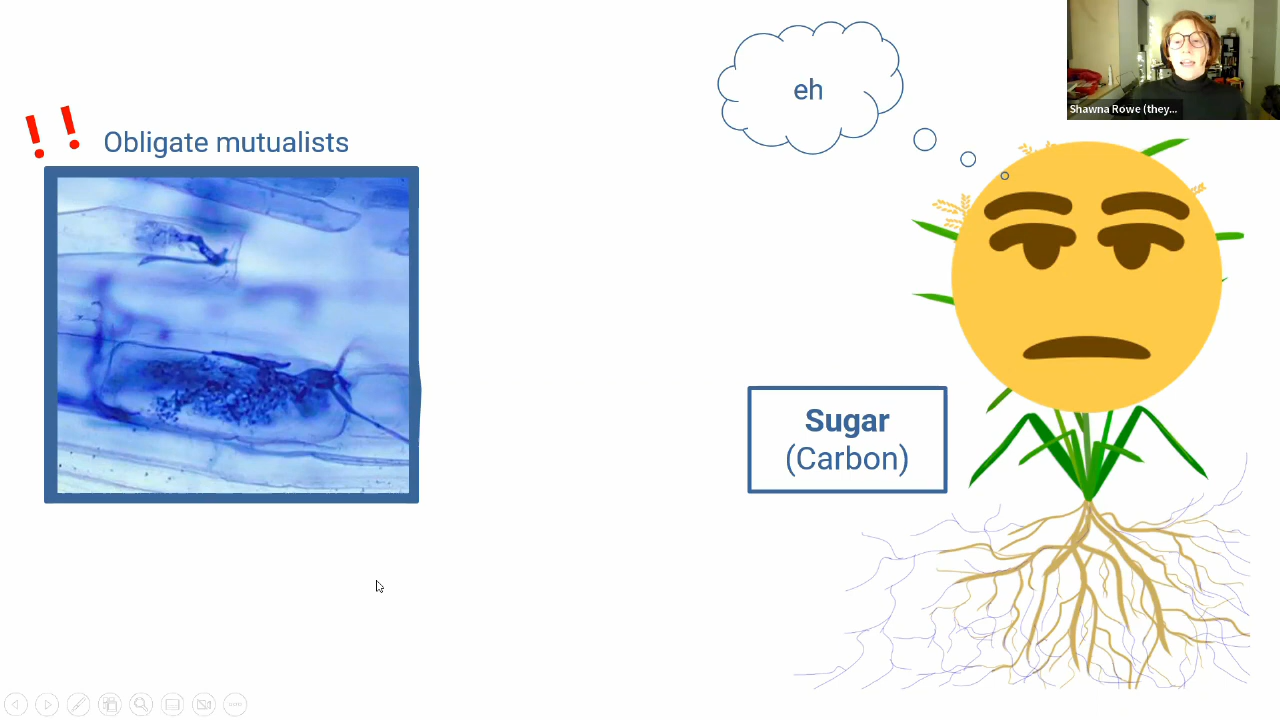 eh
Shawna Rowe (they...
!! Obligate mutualists
Sugar
(Carbon)